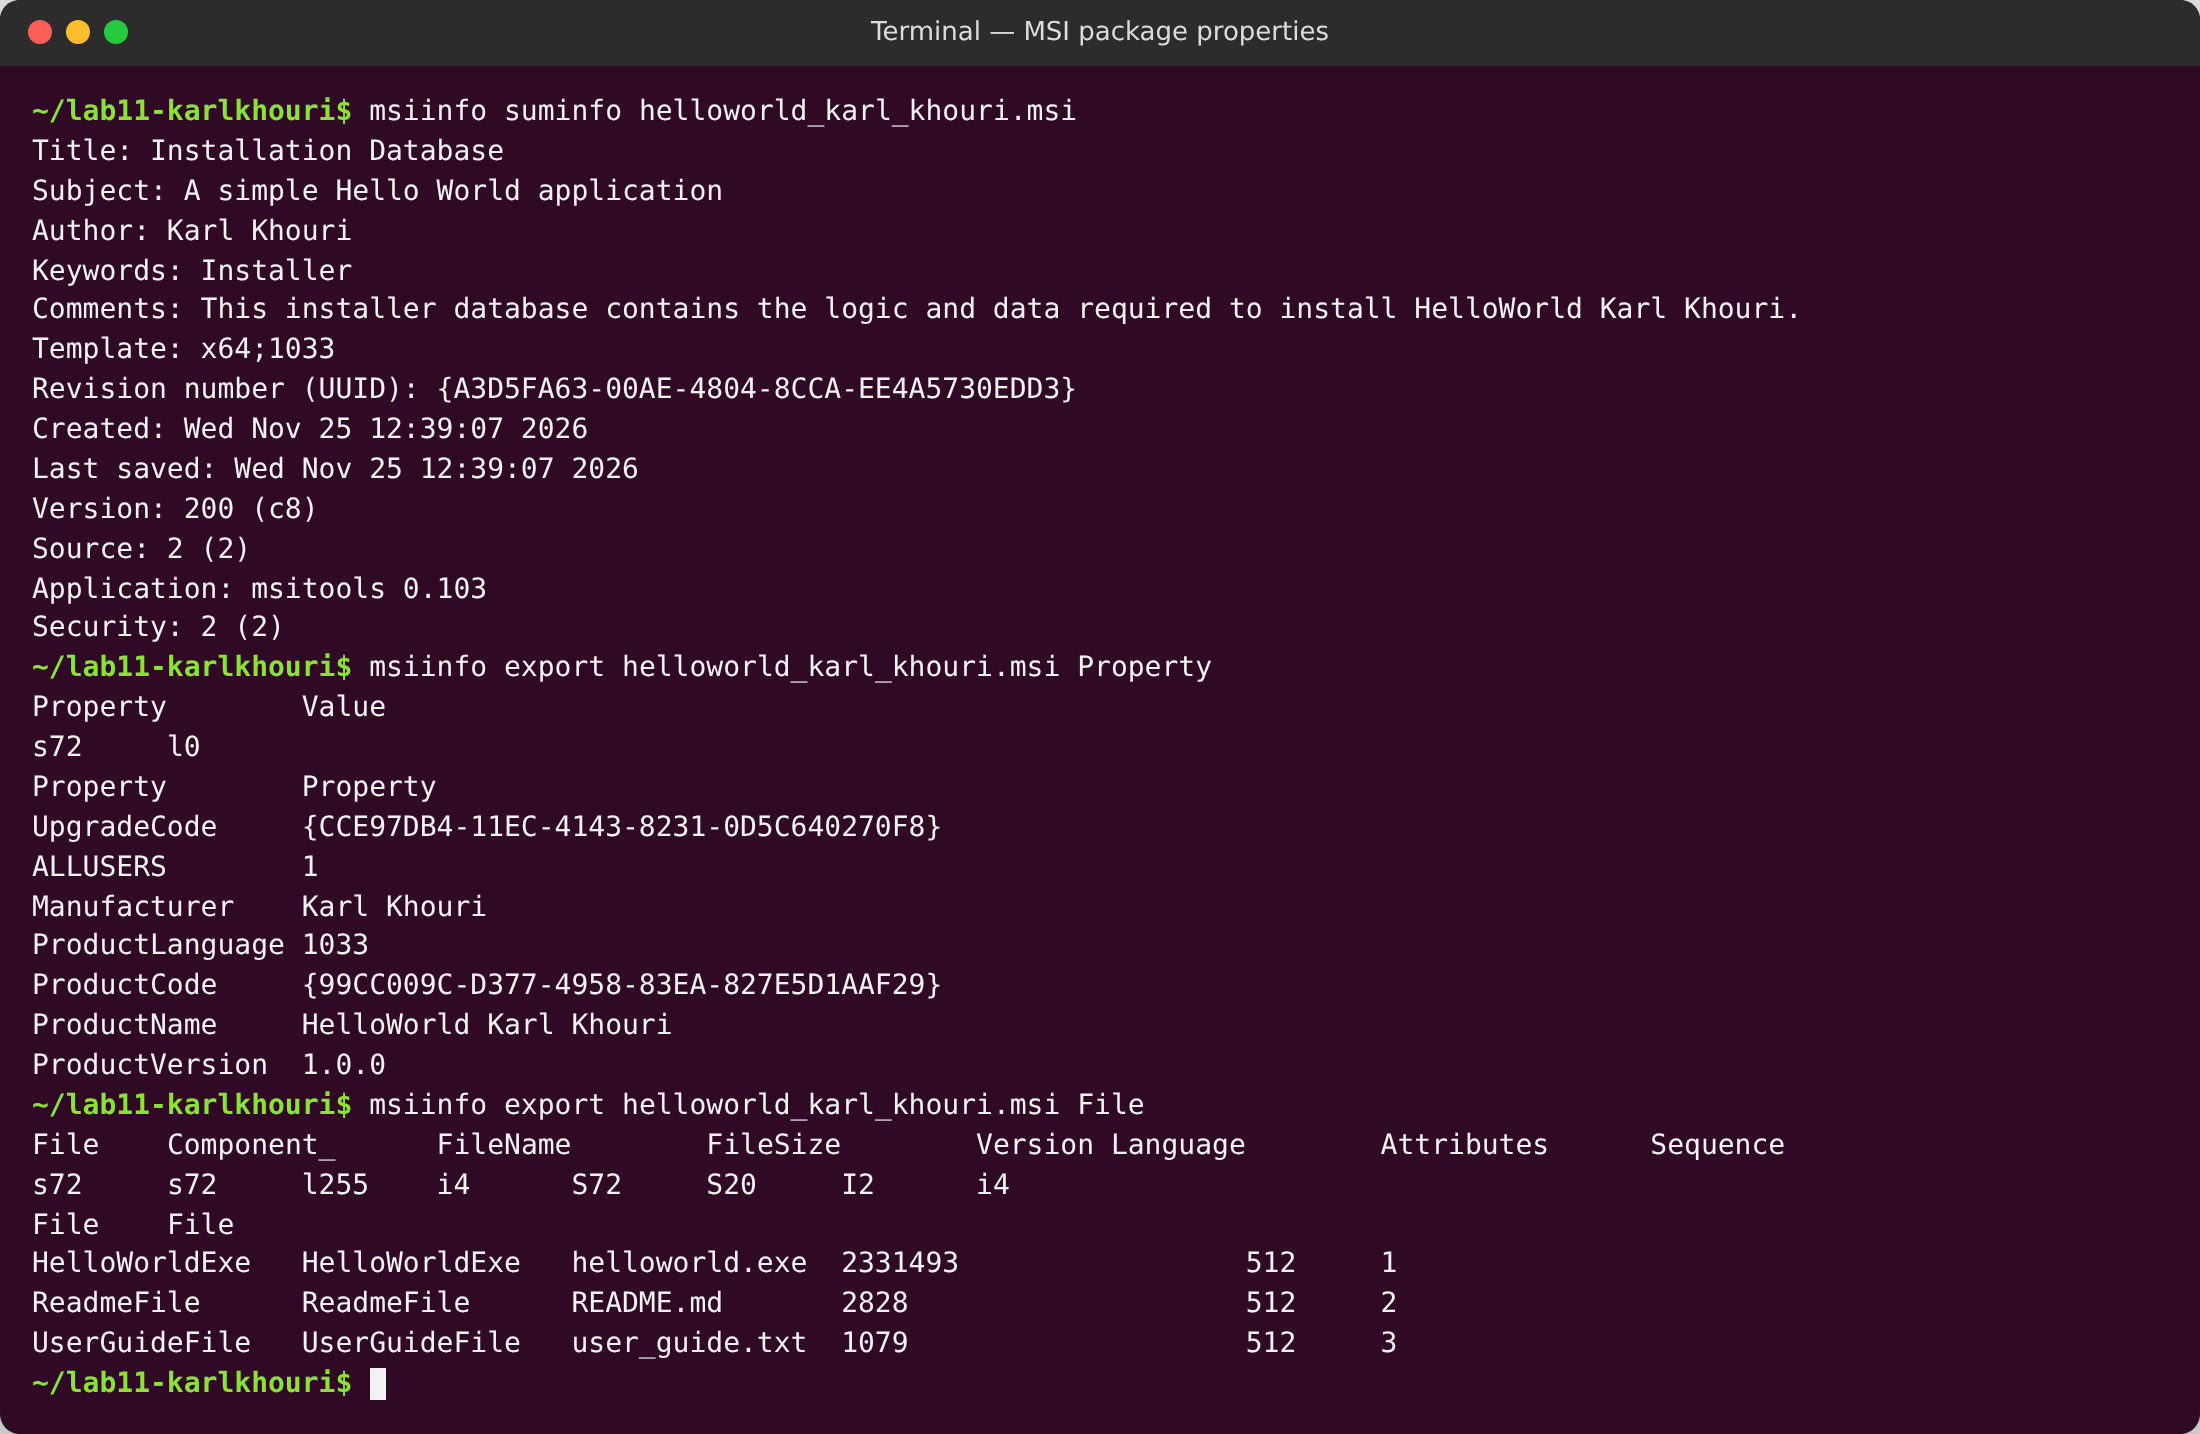 Terminal — MSI package properties
~/lab11-karlkhouri$ msiinfo suminfo helloworld_karl_khouri.msi
Title: Installation Database
Subject: A simple Hello World application
Author: Karl Khouri
Keywords: Installer
Comments: This installer database contains the logic and data required to install HelloWorld Karl Khouri.
Template: x64;1033
Revision number (UUID): {A3D5FA63-00AE-4804-8CCA-EE4A5730EDD3}
Created: Wed Nov 25 12:39:07 2026
Last saved: Wed Nov 25 12:39:07 2026
Version: 200 (c8)
Source: 2 (2)
Application: msitools 0.103
Security: 2 (2)
~/lab11-karlkhouri$ msiinfo export helloworld_karl_khouri.msi Property
Property        Value
s72     l0
Property        Property
UpgradeCode     {CCE97DB4-11EC-4143-8231-0D5C640270F8}
ALLUSERS        1
Manufacturer    Karl Khouri
ProductLanguage 1033
ProductCode     {99CC009C-D377-4958-83EA-827E5D1AAF29}
ProductName     HelloWorld Karl Khouri
ProductVersion  1.0.0
~/lab11-karlkhouri$ msiinfo export helloworld_karl_khouri.msi File
File    Component_      FileName        FileSize        Version Language        Attributes      Sequence
s72     s72     l255    i4      S72     S20     I2      i4
File    File
HelloWorldExe   HelloWorldExe   helloworld.exe  2331493                 512     1
ReadmeFile      ReadmeFile      README.md       2828                    512     2
UserGuideFile   UserGuideFile   user_guide.txt  1079                    512     3
~/lab11-karlkhouri$